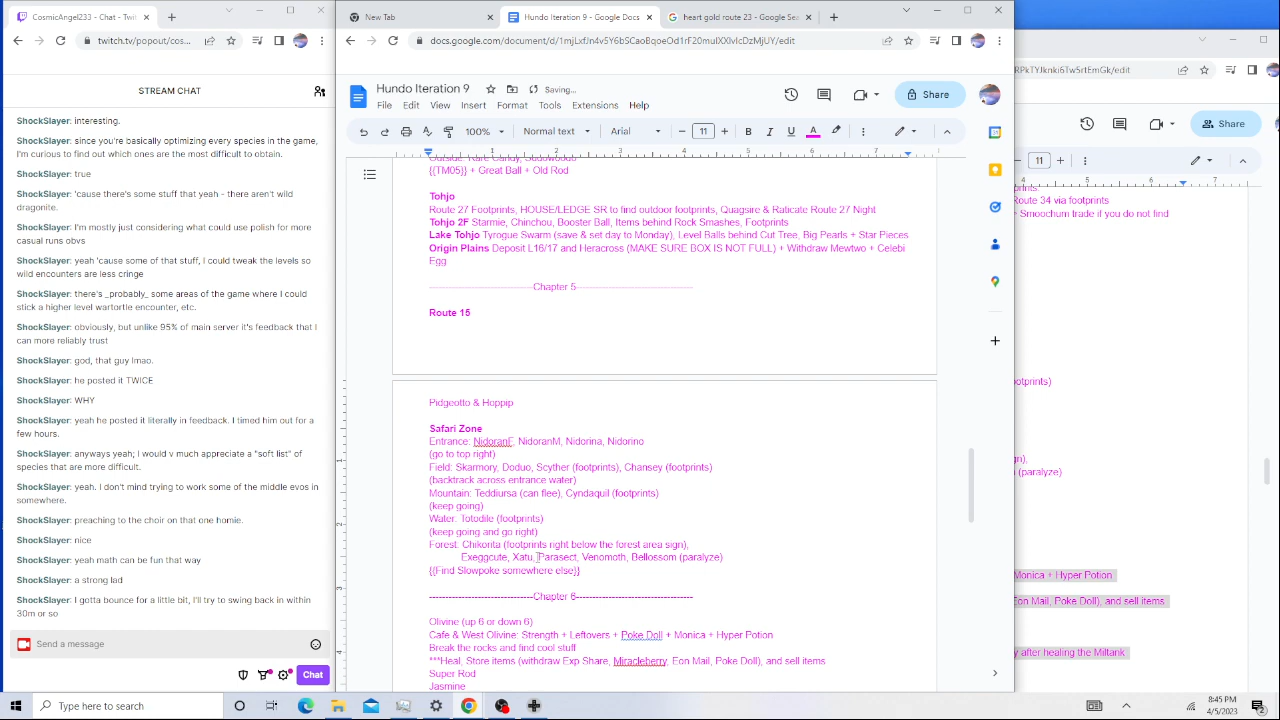 CosmicAngel233 - Chat - Twi
twitch.tv/popout/cos...
STREAM CHAT
ShockSlayer: interesting.
ShockSlayer: since you're basically optimizing every species in the game,
I'm curious to find out which ones are the most difficult to obtain.
ShockSlayer: true
ShockSlayer: 'cause there's some stuff that yeah - there aren't wild
dragonite.
ShockSlayer: I'm mostly just considering what could use polish for more
casual runs obvs
ShockSlayer: yeah 'cause some of that stuff, I could tweak the levels so
wild encounters are less cringe
ShockSlayer: there's _probably_ some areas of the game where I could
stick a higher level wartortle encounter, etc.
ShockSlayer: obviously, but unlike 95% of main server it's feedback that I
can more reliably trust
ShockSlayer: god, that guy lmao.
ShockSlayer: he posted it TWICE
ShockSlayer: WHY
ShockSlayer: yeah he posted it literally in feedback. I timed him out for a
few hours.
ShockSlayer: anyways yeah; I would v much appreciate a "soft list" of
species that are more difficult.
ShockSlayer: yeah. I don't mind trying to work some of the middle evos in
somewhere.
ShockSlayer: preaching to the choir on that one homie.
ShockSlayer: nice
ShockSlayer: yeah math can be fun that way
ShockSlayer: a strong lad
ShockSlayer: I gotta bounce for a little bit, I'll try to swing back in within
30m or so
Send a message
Chat
New Tab
Hundo Iteration 9 - Google Docs
heart gold route 23 - Google Sea
Hundo Iteration 9
Saving...
File Edit View Insert Format Tools Extensions Help
Share
100% Normal text Arial 11
Outside: Rare Candy, Sudowoodo
{{TM05}} + Great Ball + Old Rod
Tohjo
Route 27 Footprints, HOUSE/LEDGE SR to find outdoor footprints, Quagsire & Raticate Route 27 Night
Tohjo 2F Starmie, Chinchou, Booster Ball, Items behind Rock Smashes, Footprints
Lake Tohjo Tyrogue Swarm (save & set day to Monday), Level Balls behind Cut Tree, Big Pearls + Star Pieces
Origin Plains Deposit L16/17 and Heracross (MAKE SURE BOX IS NOT FULL) + Withdraw Mewtwo + Celebi
Egg
Chapter 5
Route 15
Pidgeotto & Hoppip
Safari Zone
Entrance: NidoranF, NidoranM, Nidorina, Nidorino
(go to top right)
Field: Skarmory, Doduo, Scyther (footprints), Chansey (footprints)
(backtrack across entrance water)
Mountain: Teddiursa (can flee), Cyndaquil (footprints)
(keep going)
Water: Totodile (footprints)
(keep going and go right)
Forest: Chikorita (footprints right below the forest area sign),
Exeggcute, Xatu, Parasect, Venomoth, Bellossom (paralyze)
{{Find Slowpoke somewhere else}}
Chapter 6
Olivine (up 6 or down 6)
Cafe & West Olivine: Strength + Leftovers + Poke Doll + Monica + Hyper Potion
Break the rocks and find cool stuff
***Heal, Store items (withdraw Exp Share, Miracleberry, Eon Mail, Poke Doll), and sell items
Super Rod
Jasmine
Share
11
Route 34 via footprints
+ Smoochum trade if you do not find
otprints)
gn),
(paralyze)
Monica + Hyper Potion
Eon Mail, Poke Doll), and sell items
y after healing the Miltank
Type here to search
8:45 PM
4/5/2023